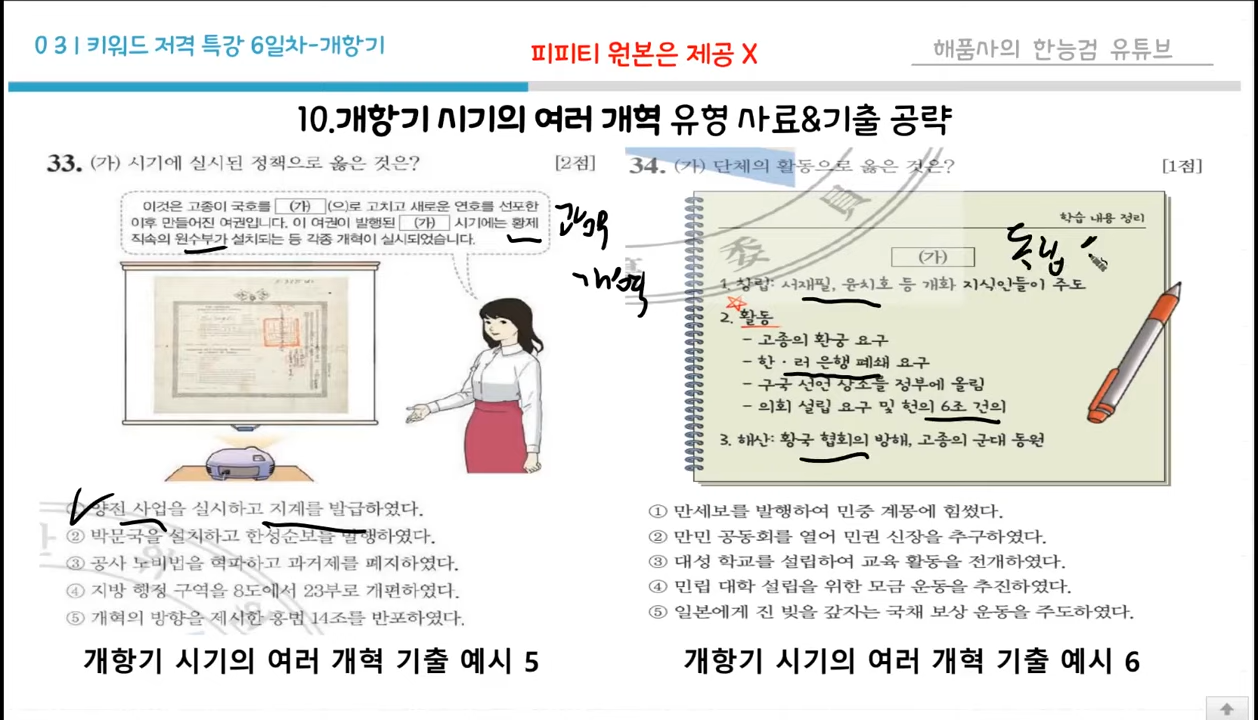 03 | 키워드 저격 특강 6일차-개항기
피피티 원본은 제공 X
해품사의 한능검 유튜브
10.개항기 시기의 여러 개혁 유형 사료&기출 공략
33. (가) 시기에 실시된 정책으로 옳은 것은? [2점]
이것은 고종이 국호를 (가) (으)로 고치고 새로운 연호를 선포한
이후 만들어진 여권입니다. 이 여권이 발행된 (가) 시기에는 황제
직속의 원수부가 설치되는 등 각종 개혁이 실시되었습니다.
광무
개혁
① 양전 사업을 실시하고 지계를 발급하였다.
② 박문국을 설치하고 한성순보를 발행하였다.
③ 공사 노비법을 혁파하고 과거제를 폐지하였다.
④ 지방 행정 구역을 8도에서 23부로 개편하였다.
⑤ 개혁의 방향을 제시한 홍범 14조를 반포하였다.
개항기 시기의 여러 개혁 기출 예시 5
34. (가) 단체의 활동으로 옳은 것은? [1점]
학습 내용 정리
독립
(가)
1. 창립: 서재필, 윤치호 등 개화 지식인들이 주도
2. 활동
- 고종의 환궁 요구
- 한·러 은행 폐쇄 요구
- 구국 선언 상소를 정부에 올림
- 의회 설립 요구 및 헌의 6조 건의
3. 해산: 황국 협회의 방해, 고종의 군대 동원
① 만세보를 발행하여 민중 계몽에 힘썼다.
② 만민 공동회를 열어 민권 신장을 추구하였다.
③ 대성 학교를 설립하여 교육 활동을 전개하였다.
④ 민립 대학 설립을 위한 모금 운동을 추진하였다.
⑤ 일본에게 진 빚을 갚자는 국채 보상 운동을 주도하였다.
개항기 시기의 여러 개혁 기출 예시 6